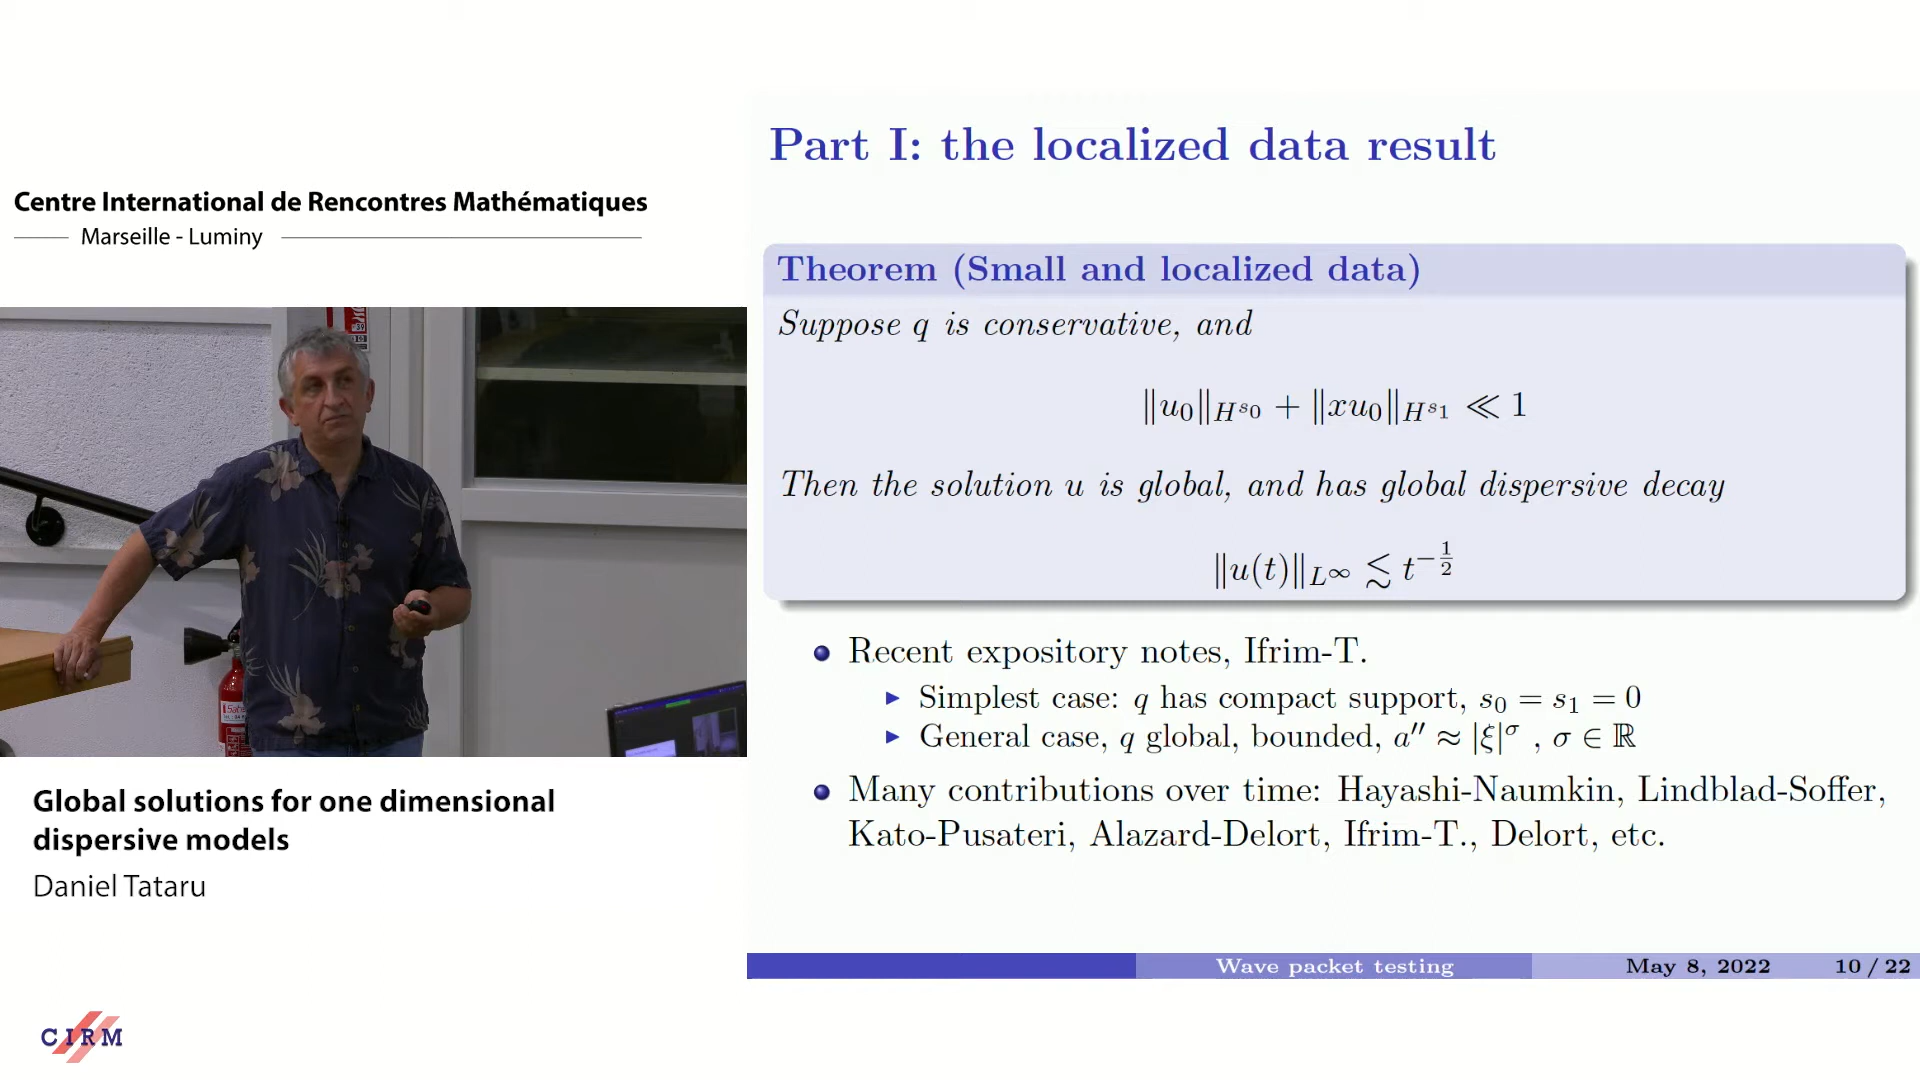 Centre International de Rencontres Mathématiques
Marseille - Luminy
Global solutions for one dimensional
dispersive models
Daniel Tataru
CIRM
Part I: the localized data result
Theorem (Small and localized data)
Suppose q is conservative, and
‖u₀‖_{H^{s₀}} + ‖xu₀‖_{H^{s₁}} ≪ 1
Then the solution u is global, and has global dispersive decay
‖u(t)‖_{L^∞} ≲ t^{-1/2}
Recent expository notes, Ifrim-T.
Simplest case: q has compact support, s₀ = s₁ = 0
General case, q global, bounded, a″ ≈ |ξ|^σ , σ ∈ ℝ
Many contributions over time: Hayashi-Naumkin, Lindblad-Soffer,
Kato-Pusateri, Alazard-Delort, Ifrim-T., Delort, etc.
Wave packet testing
May 8, 2022
10 / 22